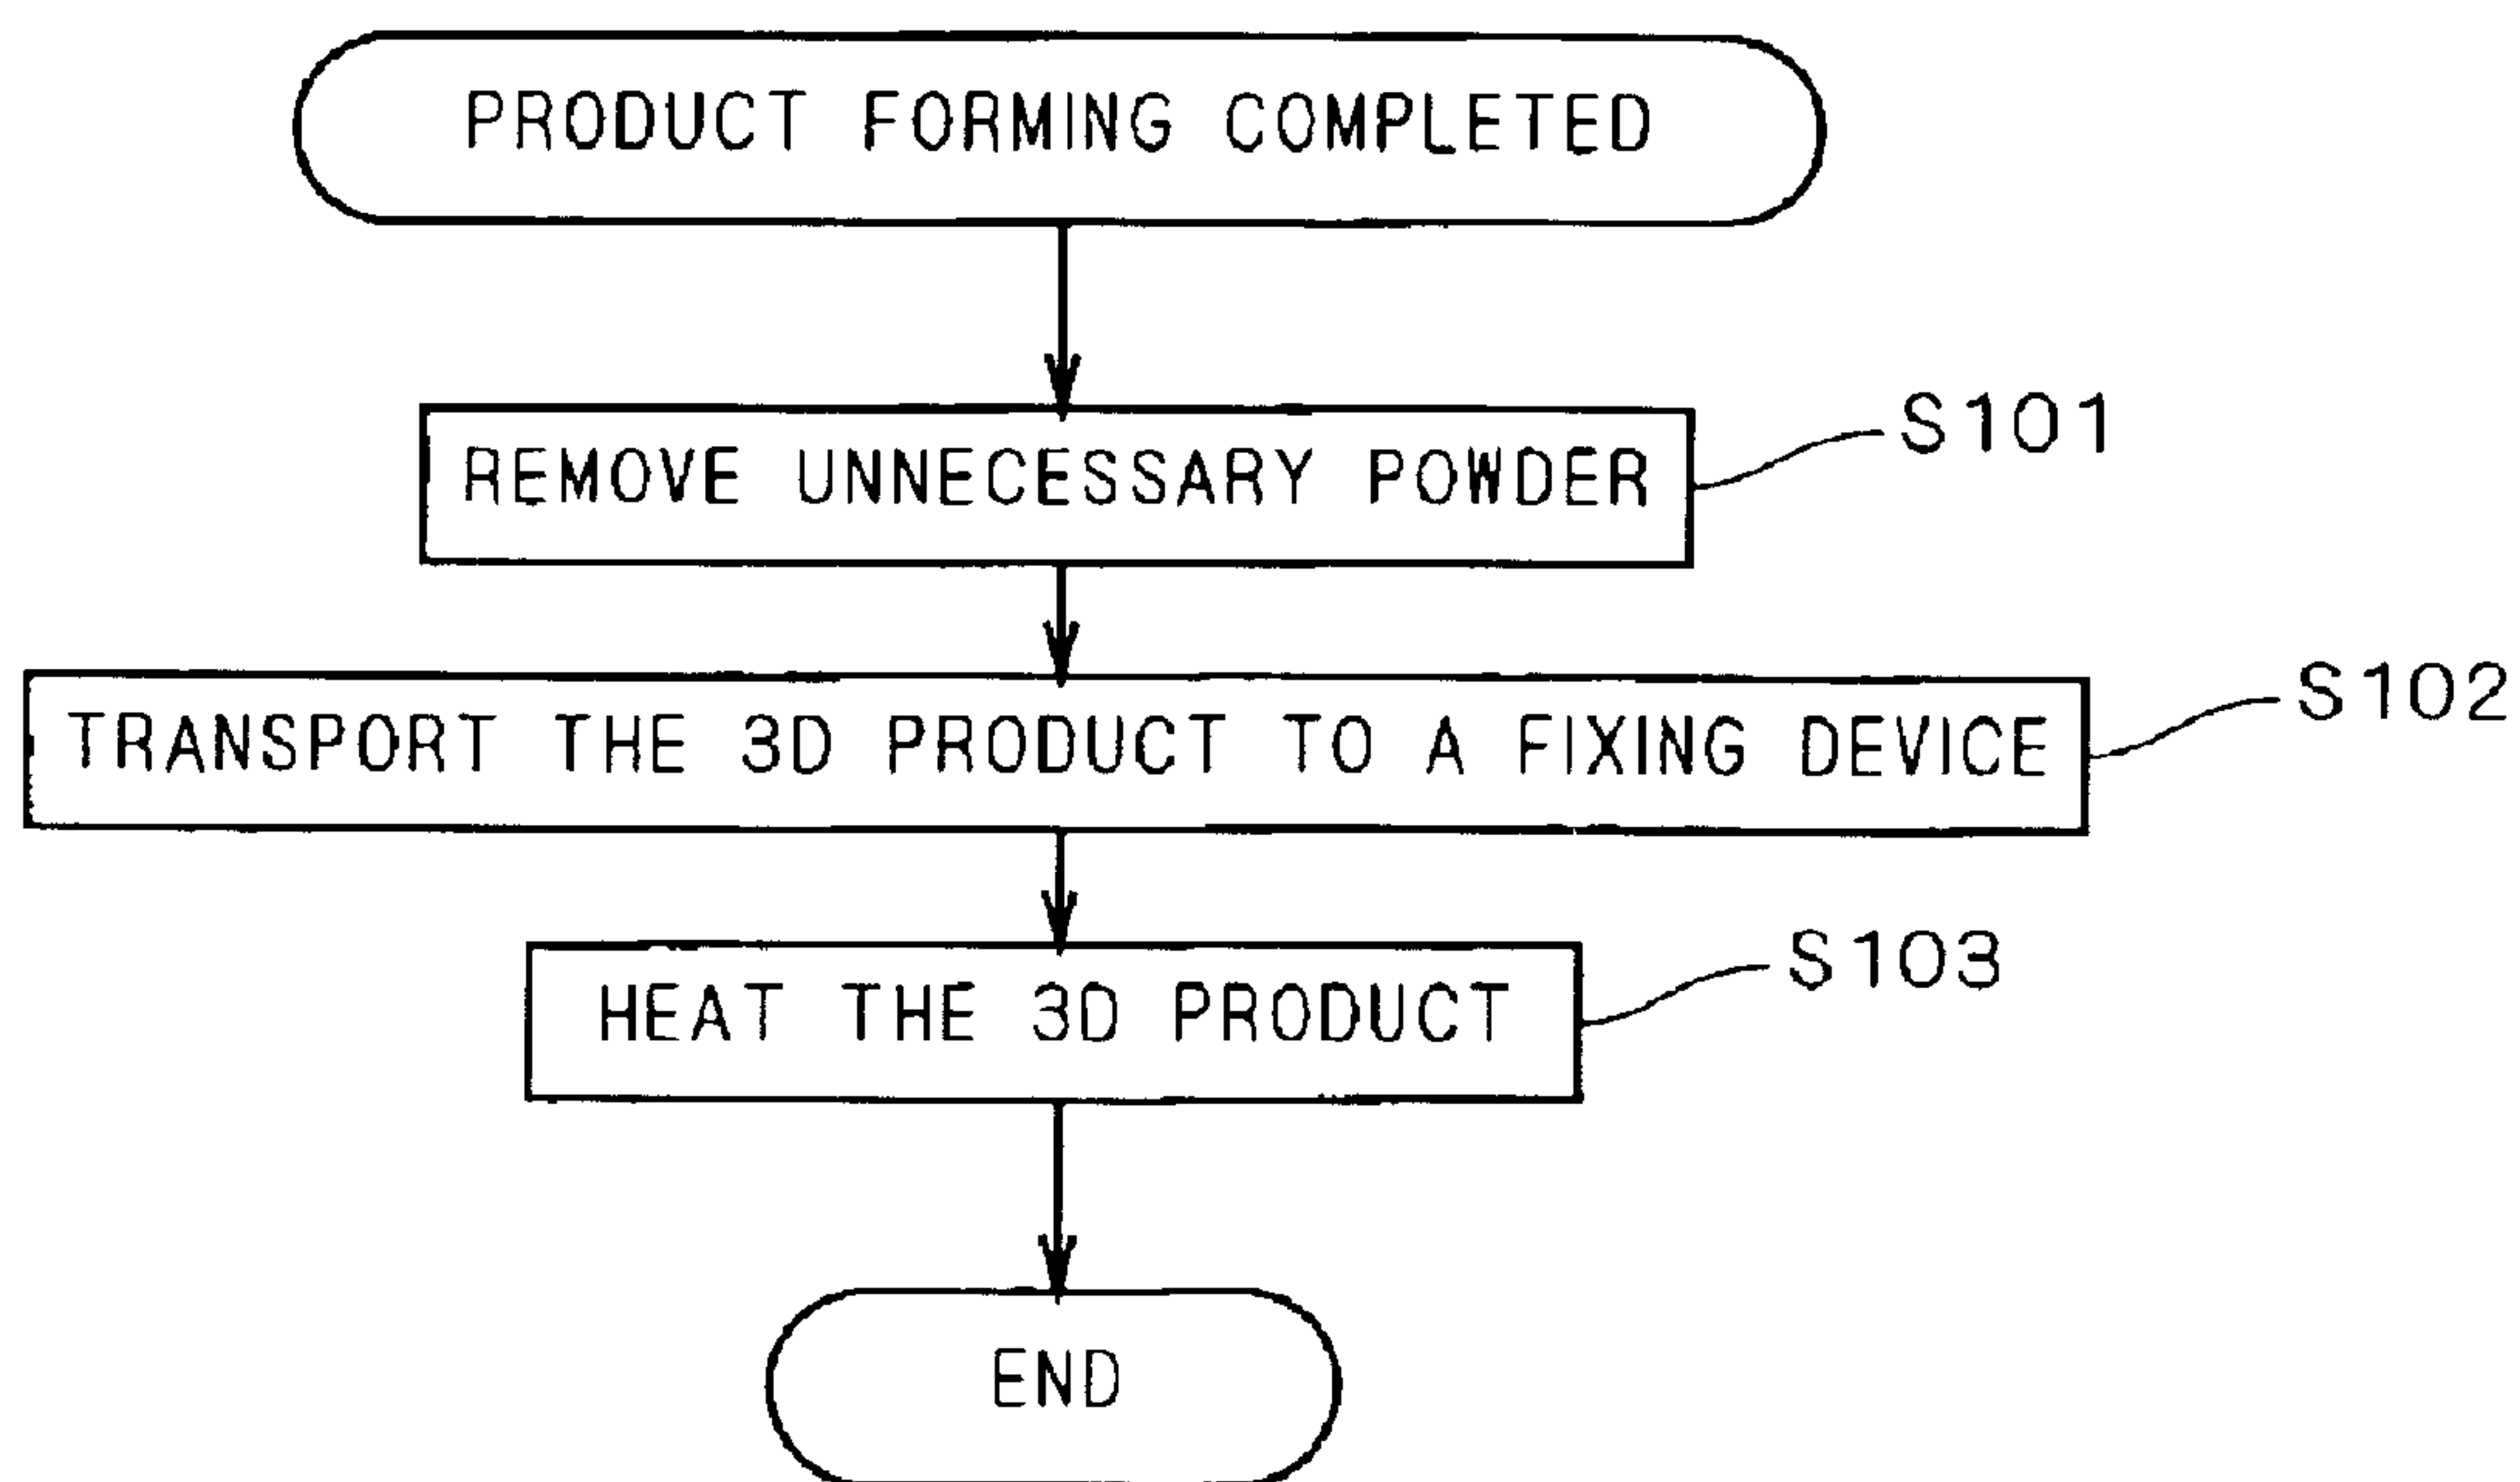 PRODUCT FORMING COMPLETED
REMOVE UNNECESSARY POWDER
S101
TRANSPORT THE 3D PRODUCT TO A FIXING DEVICE
S102
HEAT THE 3D PRODUCT
S103
END